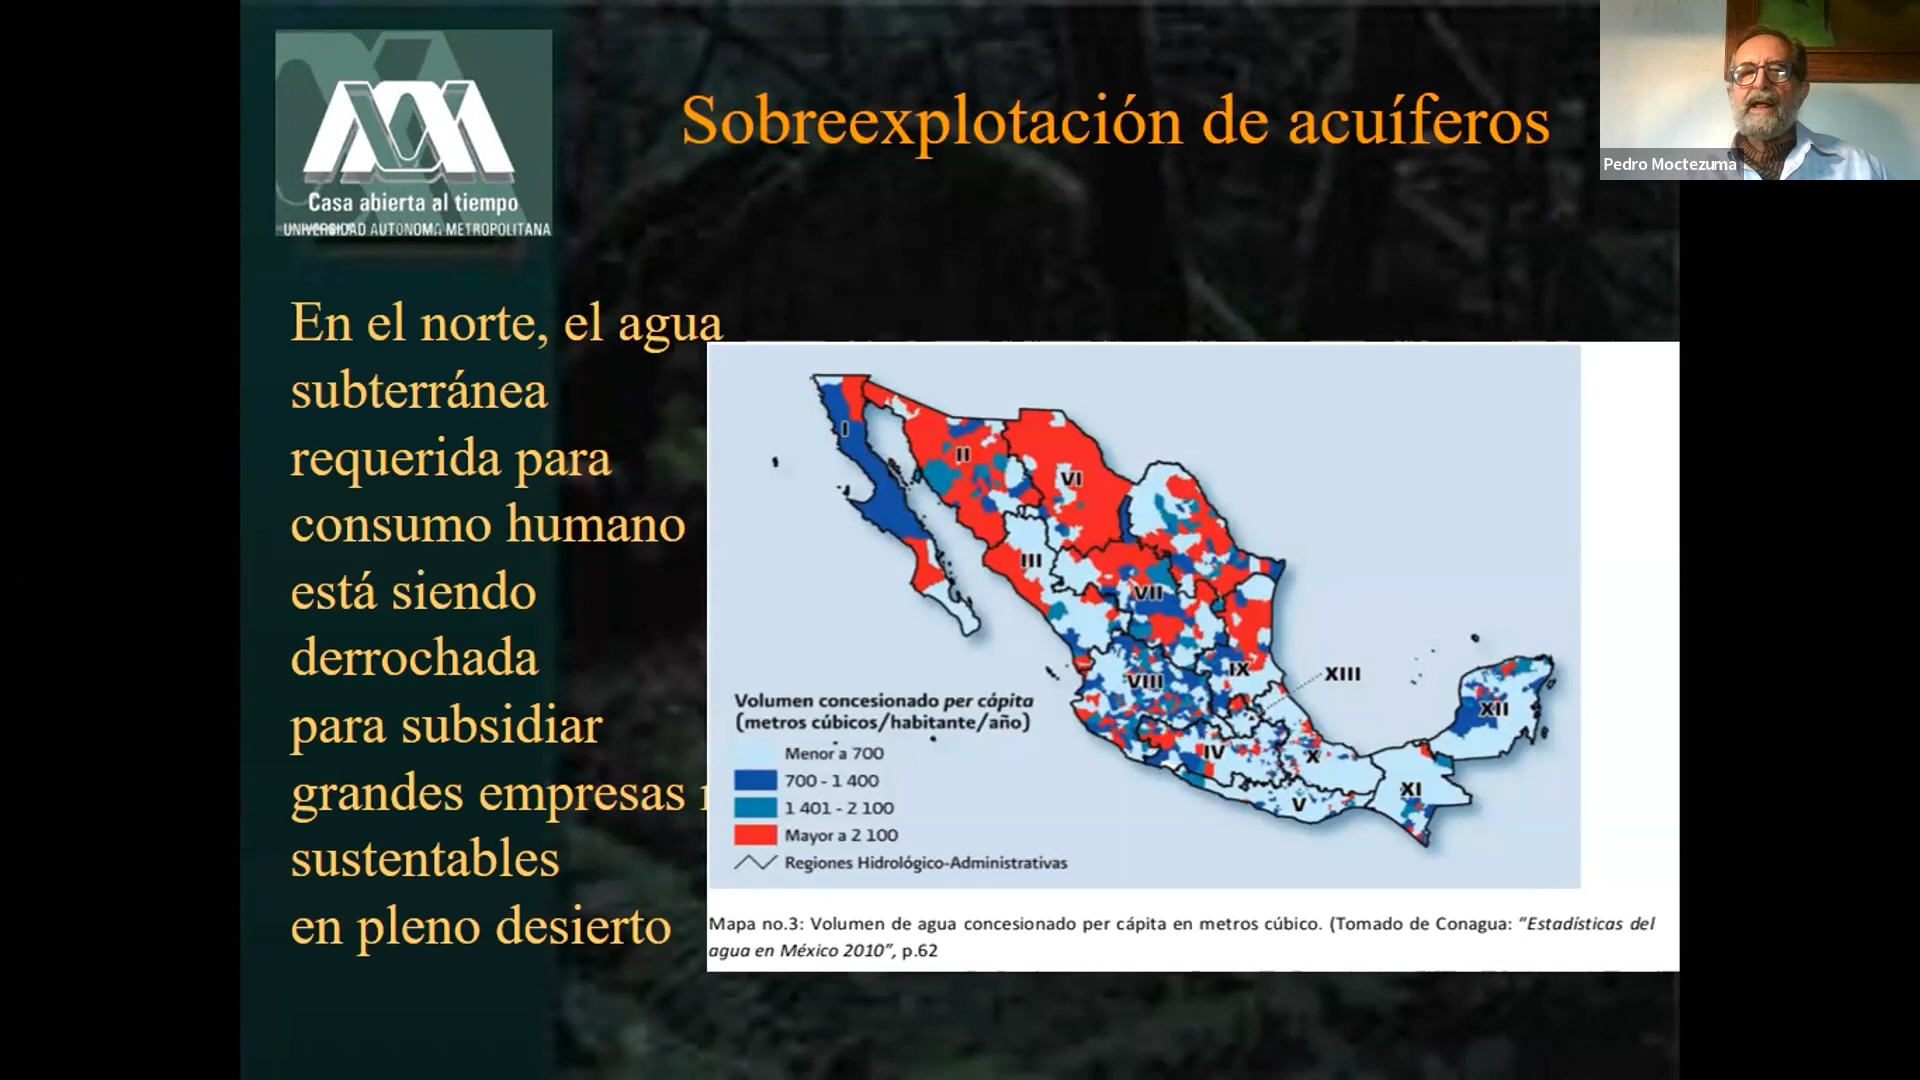 Casa abierta al tiempo
UNIVERSIDAD AUTONOMA METROPOLITANA
Sobreexplotación de acuíferos
Pedro Moctezuma
En el norte, el agua
subterránea
requerida para
consumo humano
está siendo
derrochada
para subsidiar
grandes empresas
sustentables
en pleno desierto
I
II
VI
III
VII
IX
XIII
VIII
XII
IV
X
XI
V
Volumen concesionado per cápita
(metros cúbicos/habitante/año)
Menor a 700
700 - 1 400
1 401 - 2 100
Mayor a 2 100
Regiones Hidrológico-Administrativas
Mapa no.3: Volumen de agua concesionado per cápita en metros cúbico. (Tomado de Conagua: “Estadísticas del
agua en México 2010”, p.62